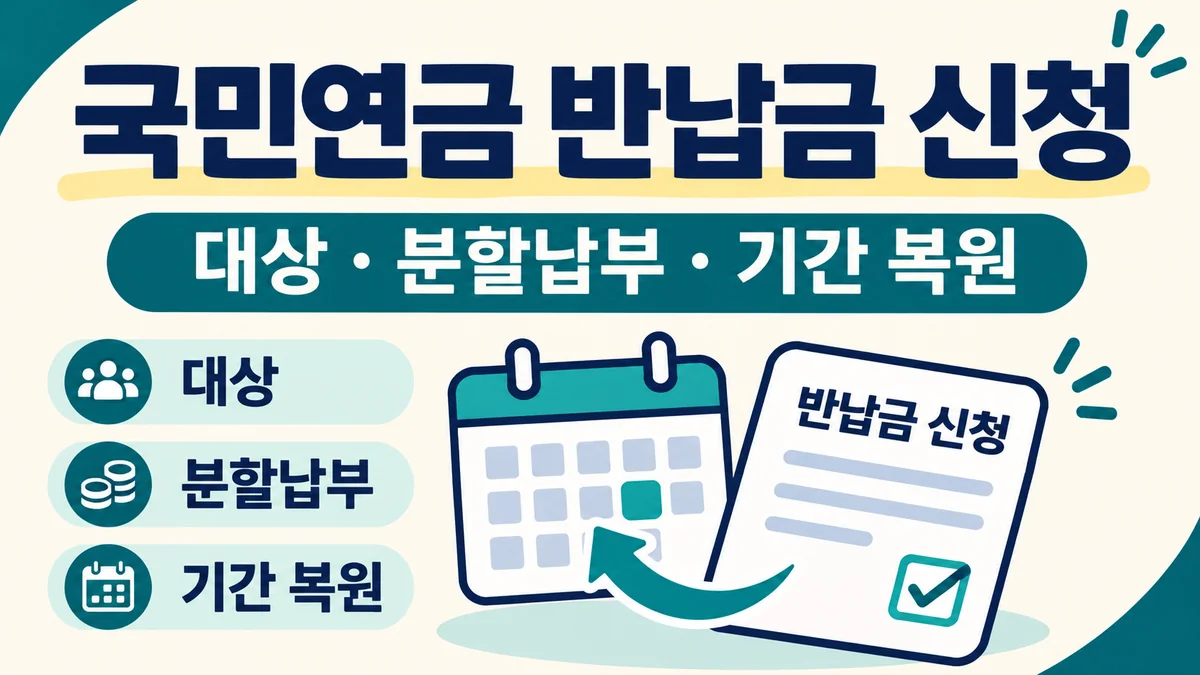 국민연금 반납금 신청
대상 · 분할납부 · 기간 복원
대상
분할납부
기간 복원
반납금 신청